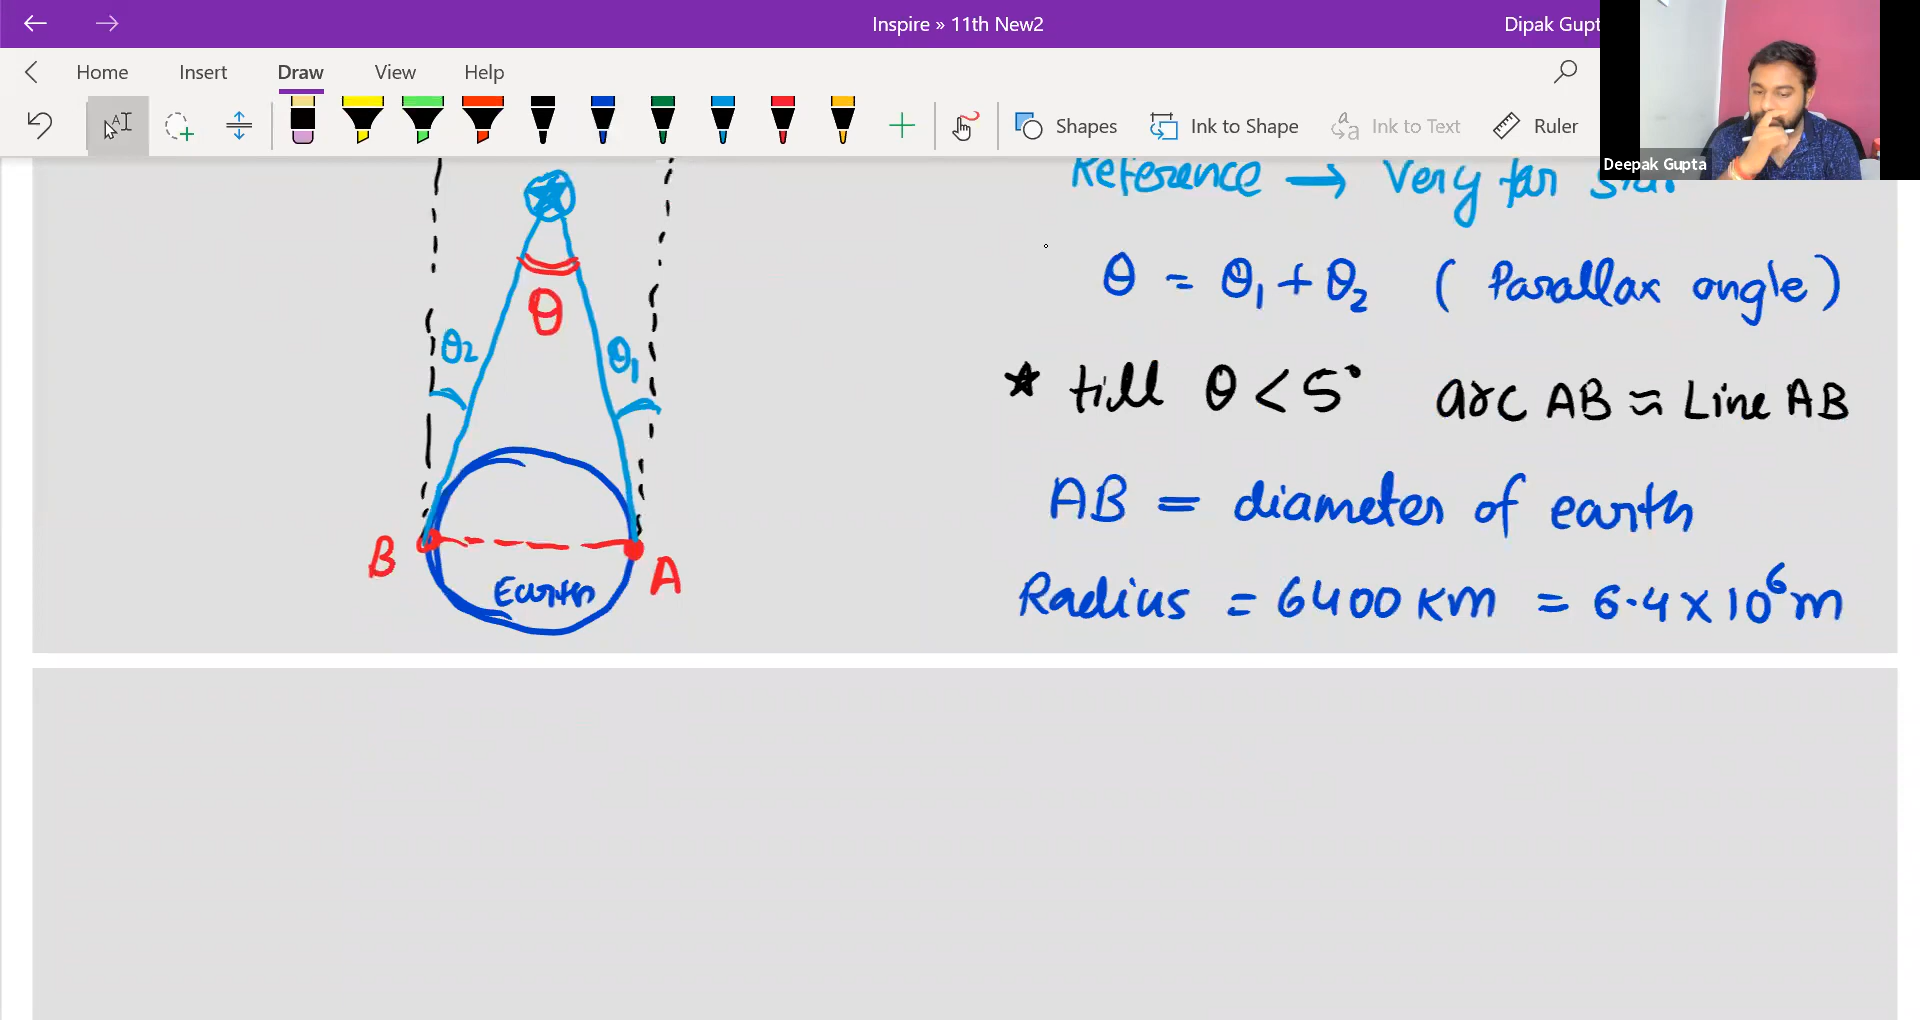 Inspire » 11th New2
Dipak Gupt
Home Insert Draw View Help
Shapes Ink to Shape Ink to Text Ruler
Deepak Gupta
Reference → Very far
θ = θ1 + θ2 ( Parallax angle )
θ
θ2
θ1
★ till θ < 5° arc AB ≈ Line AB
AB = diameter of earth
B
A
Earth
Radius = 6400 KM = 6.4 x 10⁶ m